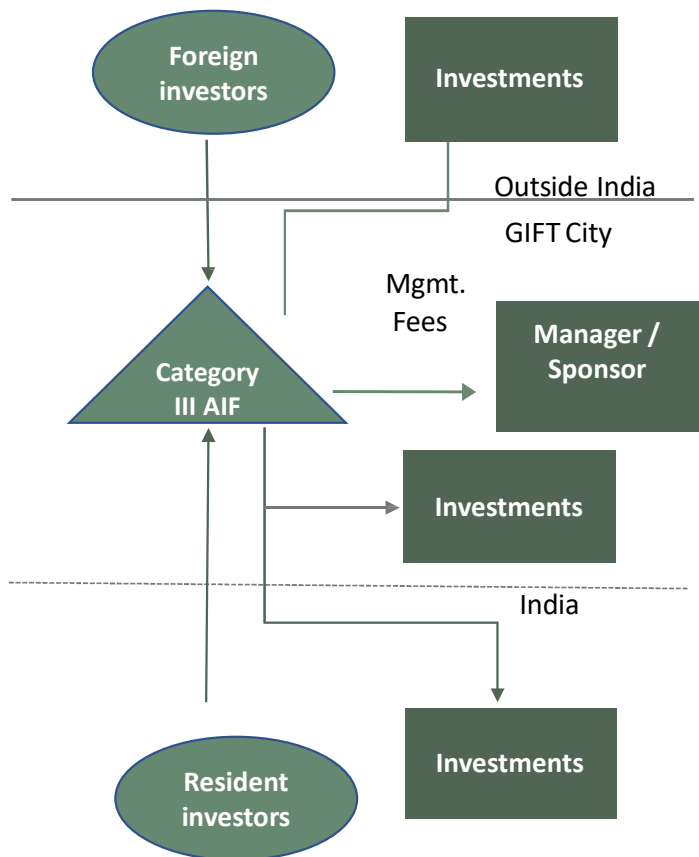 Foreign
investors
Investments
Outside India
GIFT City
Mgmt.
Fees
Manager /
Sponsor
Category
III AIF
Investments
India
Investments
Resident
investors